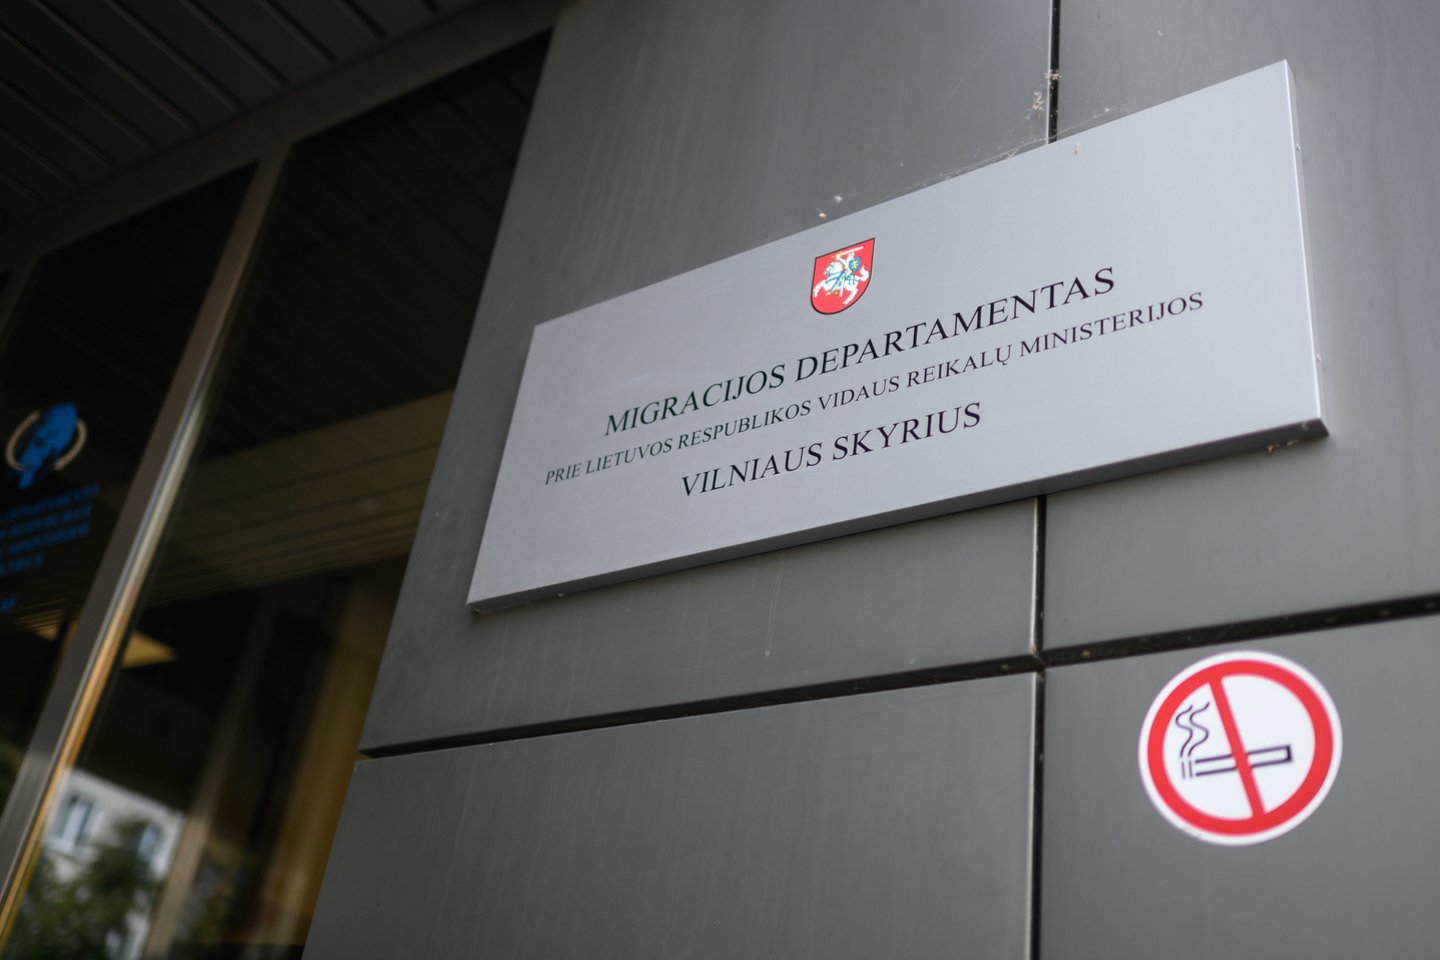 MIGRACIJOS DEPARTAMENTAS
PRIE LIETUVOS RESPUBLIKOS VIDAUS REIKALŲ MINISTERIJOS
VILNIAUS SKYRIUS